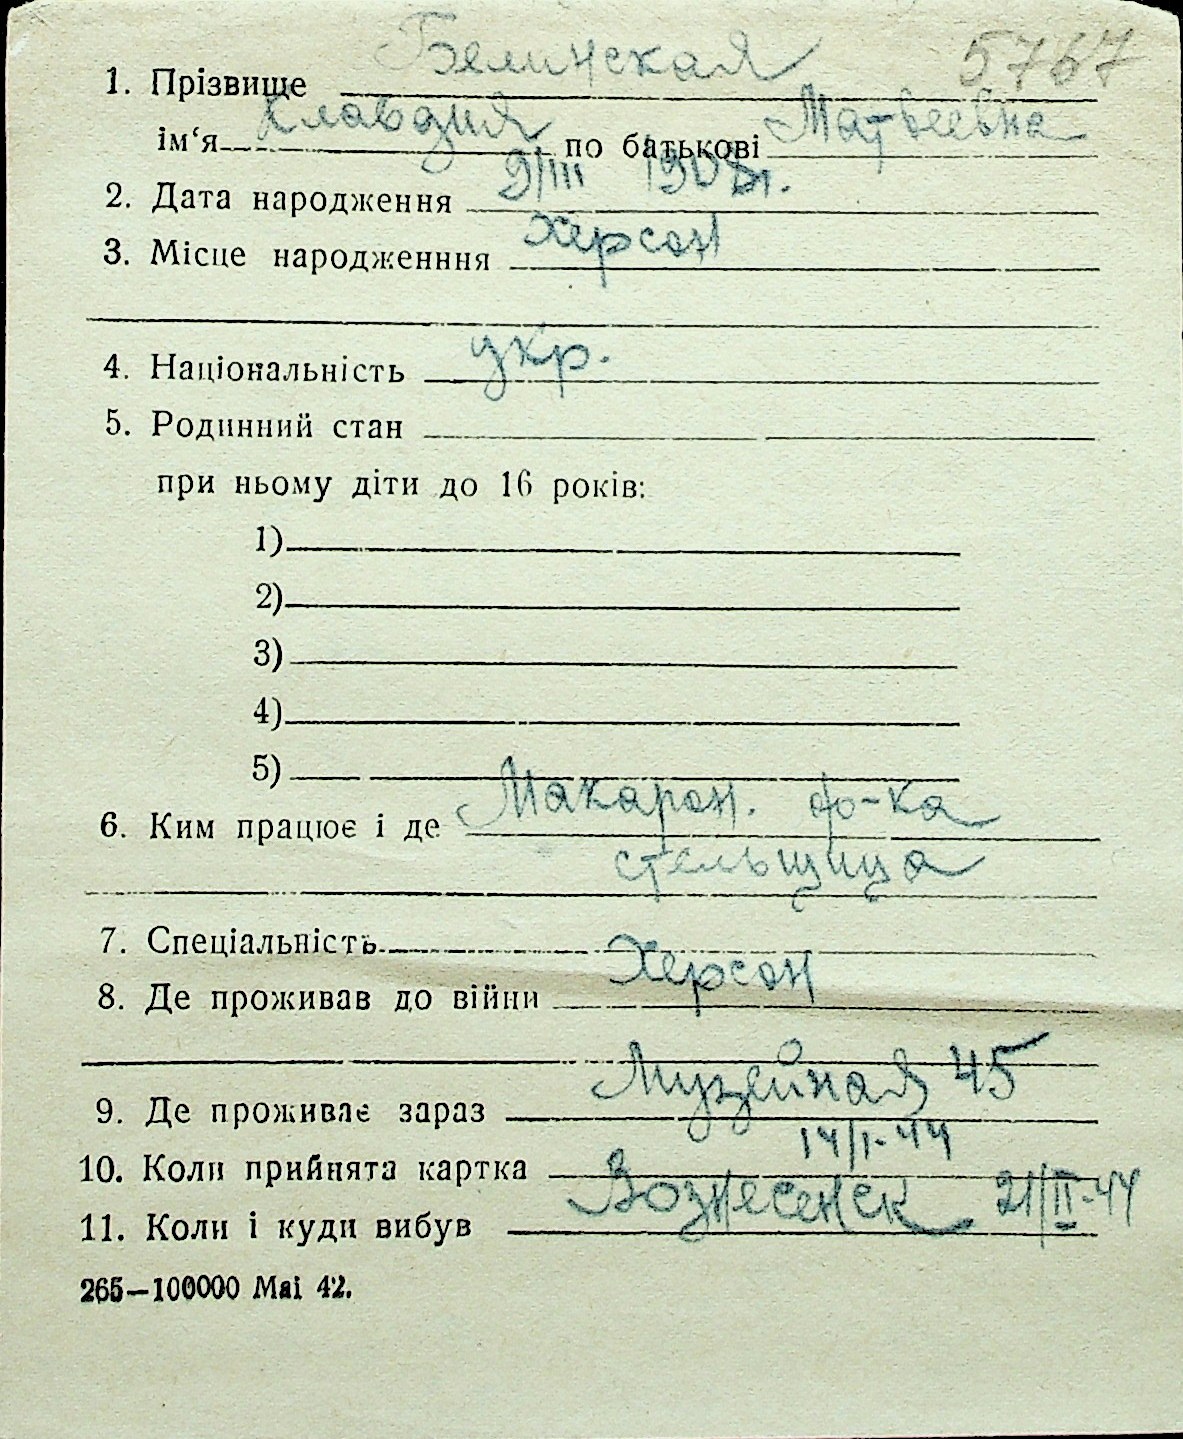 5767
1. Прізвище Белинская
ім‘я Клавдия по батькові Матвеевна
2. Дата народження 9/III 1908 г.
3. Місце народженння Херсон
4. Національність укр.
5. Родинний стан
при ньому діти до 16 років:
1)
2)
3)
4)
5)
6. Ким працює і де Макарон. ф-ка
стельщица
7. Спеціальність
8. Де проживав до війни Херсон
9. Де проживає зараз Музейная 45
10. Коли прийнята картка 14/I-44
11. Коли і куди вибув Вознесенск 21/II-44
265—100000 Mai 42.